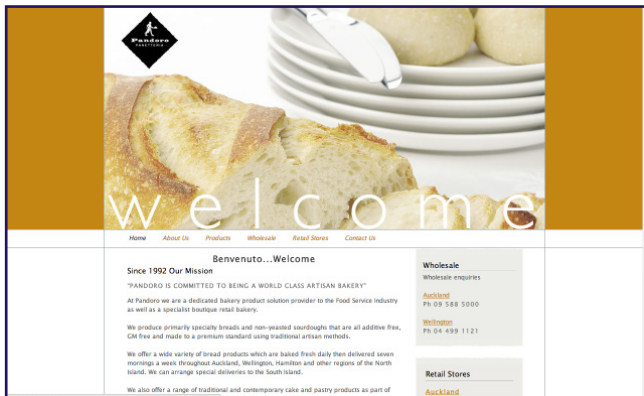 Pandoro
PANETTERIA
welcome
Home About Us Products Wholesale Retail Stores Contact Us
Benvenuto...Welcome
Since 1992 Our Mission
"PANDORO IS COMMITTED TO BEING A WORLD CLASS ARTISAN BAKERY"
At Pandoro we are a dedicated bakery product solution provider to the Food Service Industry
as well as a specialist boutique retail bakery.
We produce primarily specialty breads and non-yeasted sourdoughs that are all additive free,
GM free and made to a premium standard using traditional artisan methods.
We offer a wide variety of bread products which are baked fresh daily then delivered seven
mornings a week throughout Auckland, Wellington, Hamilton and other regions of the North
Island. We can arrange special deliveries to the South Island.
We also offer a range of traditional and contemporary cake and pastry products as part of
Wholesale
Wholesale enquiries
Auckland
Ph 09 588 5000
Wellington
Ph 04 499 1121
Retail Stores
Auckland